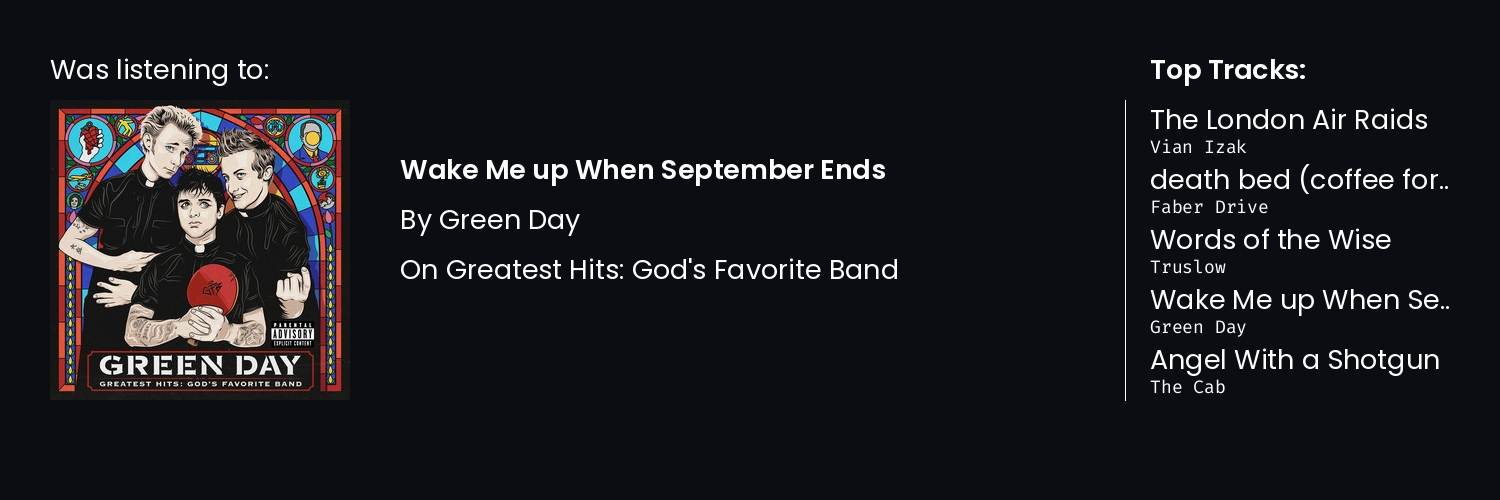 Was listening to:
PARENTAL
ADVISORY
EXPLICIT CONTENT
GREEN DAY
GREATEST HITS: GOD'S FAVORITE BAND
Wake Me up When September Ends
By Green Day
On Greatest Hits: God's Favorite Band
Top Tracks:
The London Air Raids
Vian Izak
death bed (coffee for..
Faber Drive
Words of the Wise
Truslow
Wake Me up When Se..
Green Day
Angel With a Shotgun
The Cab